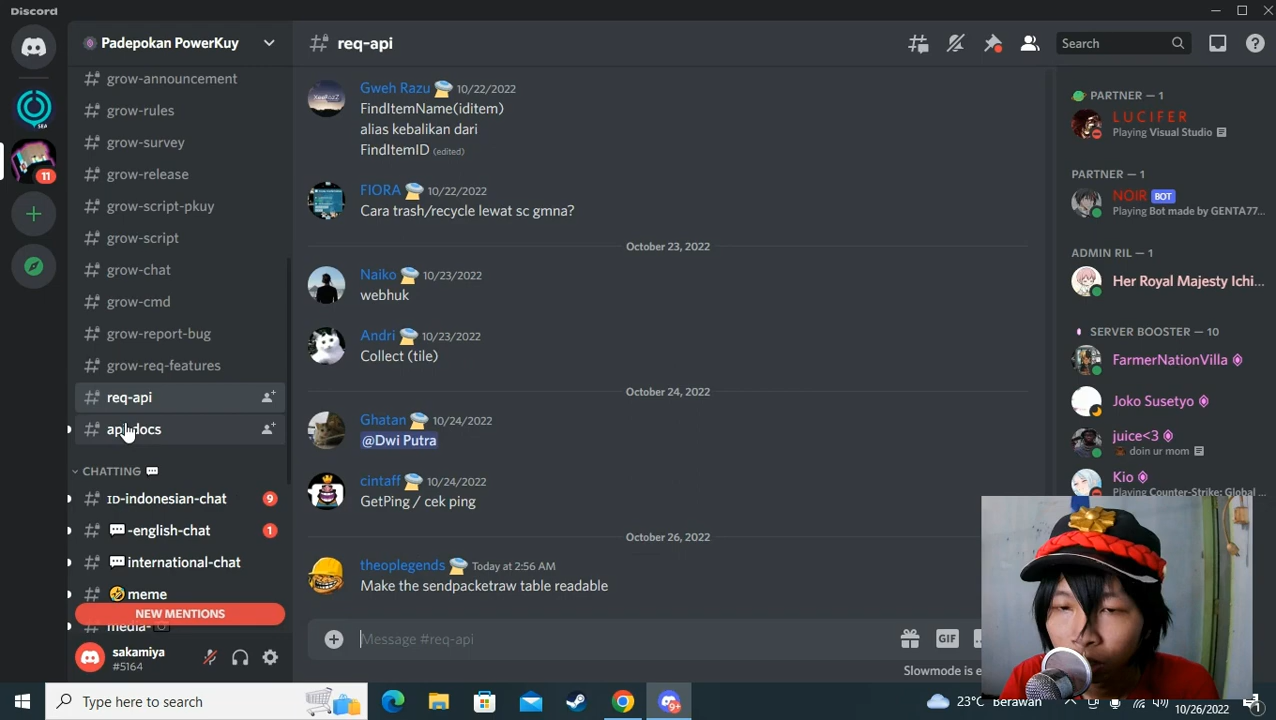 Discord
Padepokan PowerKuy
grow-announcement
grow-rules
grow-survey
grow-release
grow-script-pkuy
grow-script
grow-chat
grow-cmd
grow-report-bug
grow-req-features
req-api
CHATTING 💬
ɪᴅ-indonesian-chat
9
💬-english-chat
1
💬international-chat
🤣meme
NEW MENTIONS
media-
11
sakamiya
#5164
req-api
Search
Gweh Razu 10/22/2022
FindItemName(iditem)
alias kebalikan dari
FindItemID (edited)
FIORA 10/22/2022
Cara trash/recycle lewat sc gmna?
October 23, 2022
Naiko 10/23/2022
webhuk
Andri 10/23/2022
Collect (tile)
October 24, 2022
Ghatan 10/24/2022
@Dwi Putra
cintaff 10/24/2022
GetPing / cek ping
October 26, 2022
theoplegends Today at 2:56 AM
Make the sendpacketraw table readable
Message #req-api
GIF
Slowmode is e
PARTNER — 1
LUCIFER
Playing Visual Studio
PARTNER — 1
NOIR BOT
Playing Bot made by GENTA77...
ADMIN RIL — 1
Her Royal Majesty Ichi...
SERVER BOOSTER — 10
FarmerNationVilla
Joko Susetyo
juice<3
doin ur mom
Kio
Playing Counter-Strike: Global ...
Type here to search
9+
23°C Berawan
10/26/2022
1